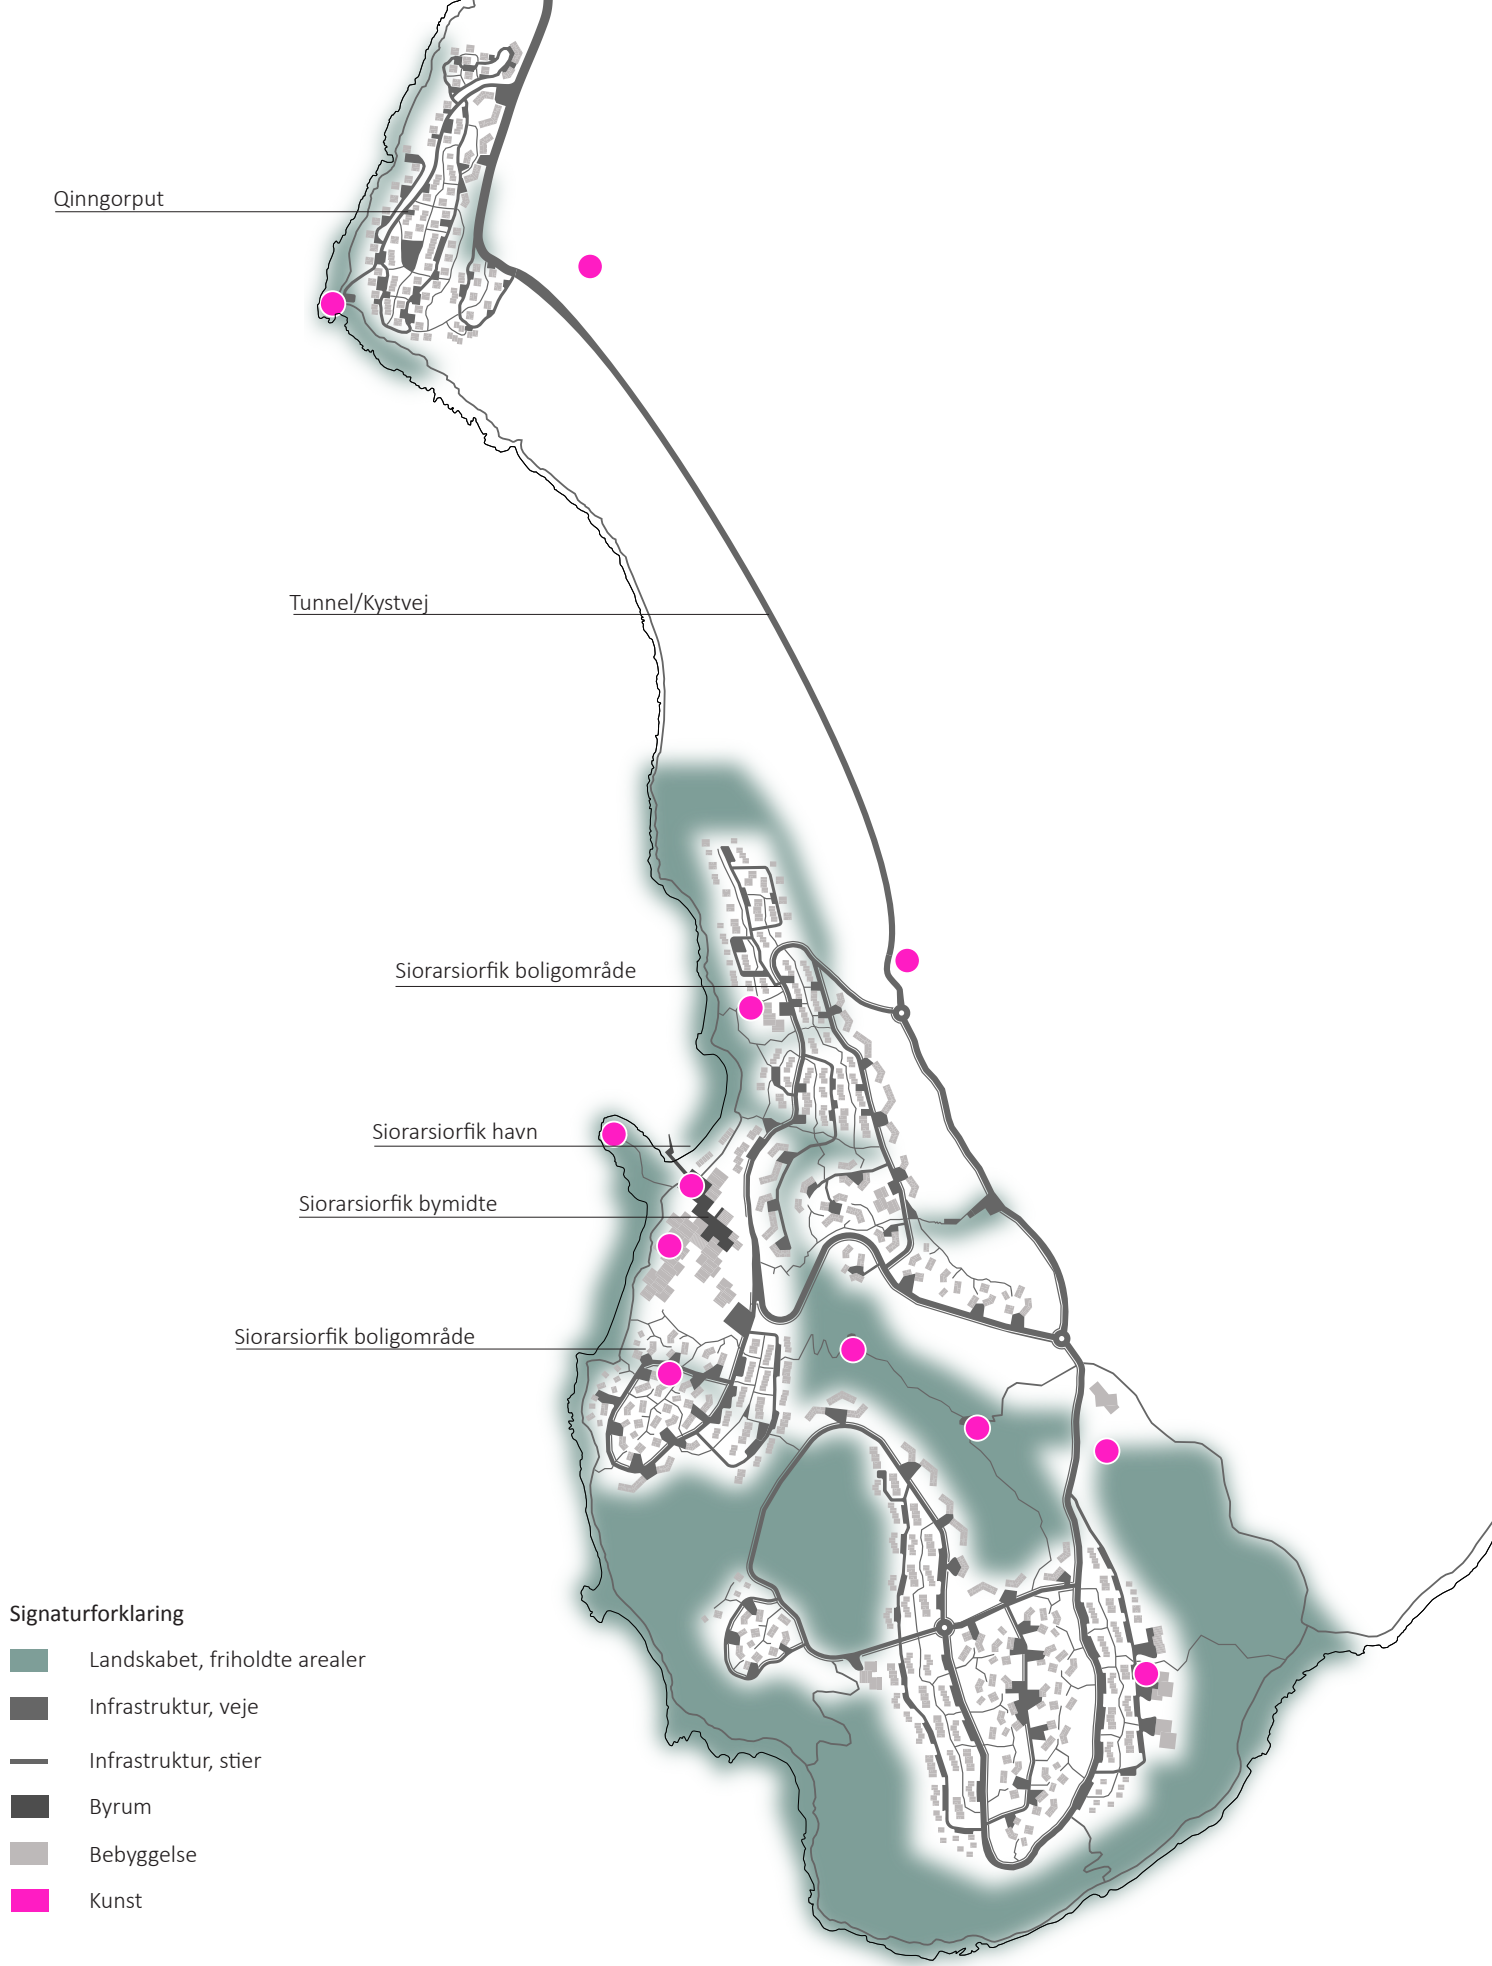 Qinngorput
Tunnel/Kystvej
Siorarsiorfik boligområde
Siorarsiorfik havn
Siorarsiorfik bymidte
Siorarsiorfik boligområde
Signaturforklaring
Landskabet, friholdte arealer
Infrastruktur, veje
Infrastruktur, stier
Byrum
Bebyggelse
Kunst